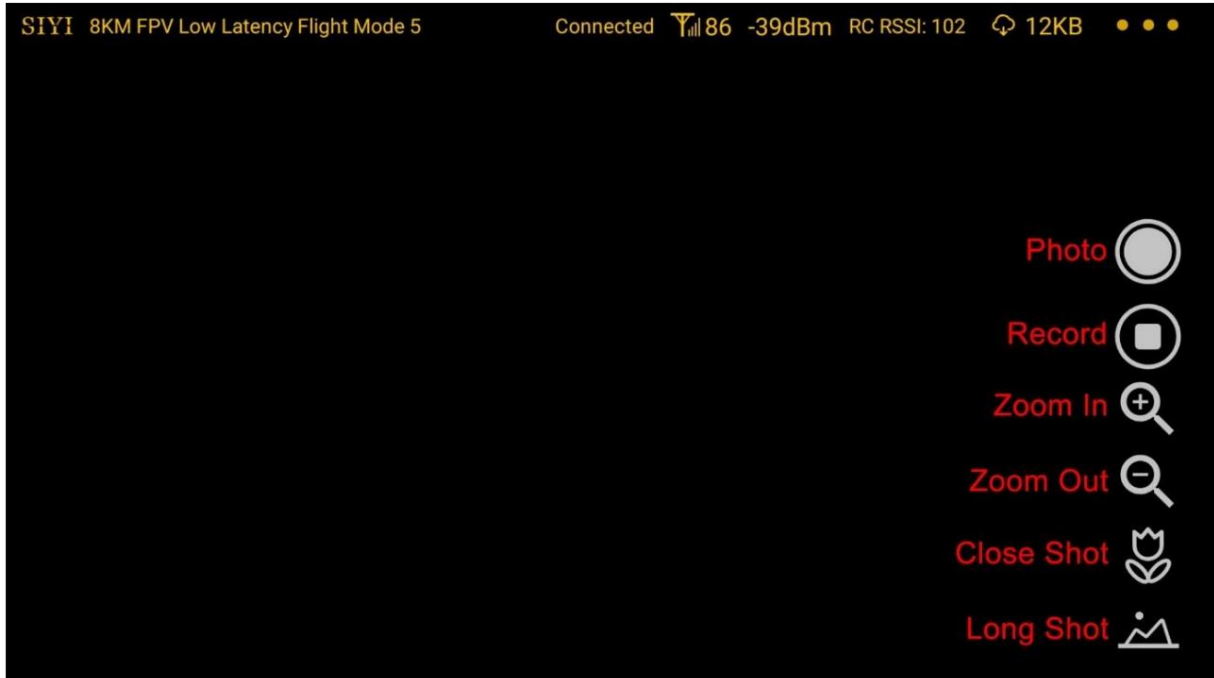 SIYI 8KM FPV Low Latency Flight Mode 5 Connected 86 -39dBm RC RSSI: 102 12KB
Photo
Record
Zoom In
Zoom Out
Close Shot
Long Shot